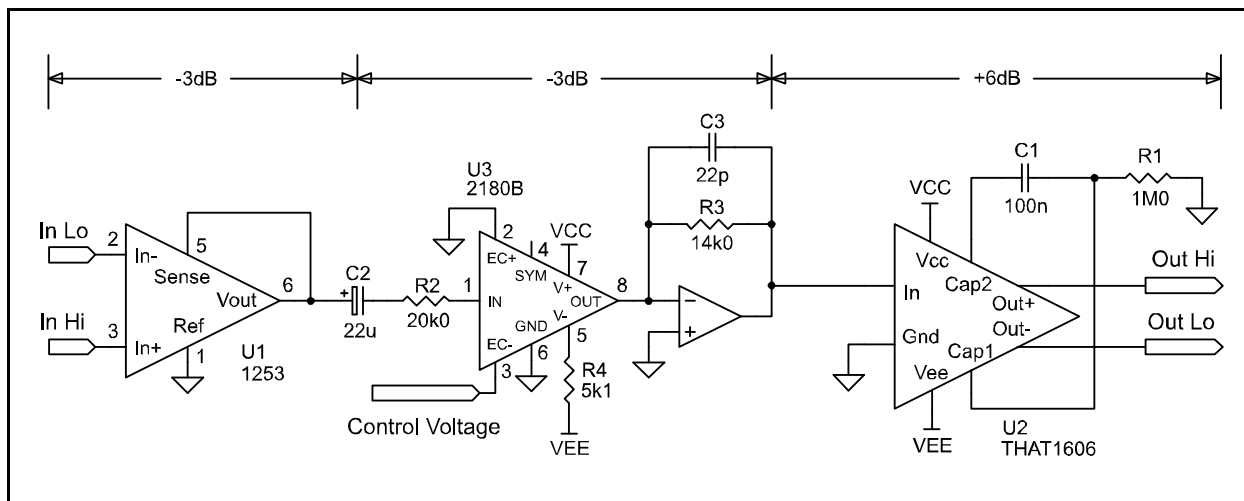 -3dB
-3dB
+6dB
C3
22p
R3
14k0
U3
2180B
VCC
2
EC+
4
SYM
7
V+
1
IN
OUT
8
GND
V-
5
6
EC-
3
R4
5k1
VEE
Control Voltage
In Lo
2
In-
5
Sense
6
Vout
In Hi
3
In+
Ref
1
U1
1253
C2
+
22u
R2
20k0
−
+
C1
100n
R1
1M0
VCC
Vcc
Cap2
In
Out+
Out Hi
Gnd
Out-
Out Lo
Cap1
Vee
VEE
U2
THAT1606